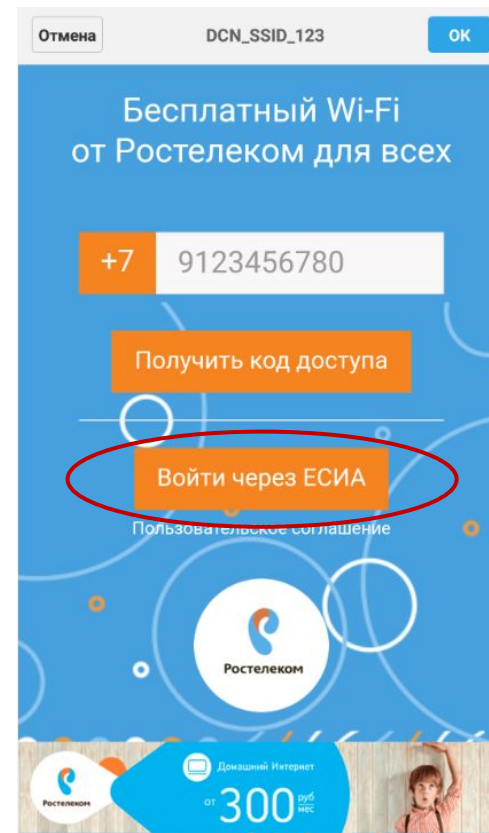 Отмена DCN_SSID_123 ОК
Бесплатный Wi-Fi
от Ростелеком для всех
+7 9123456780
Получить код доступа
Войти через ЕСИА
Пользовательское соглашение
Ростелеком
Ростелеком
Домашний Интернет
от 300 руб
мес